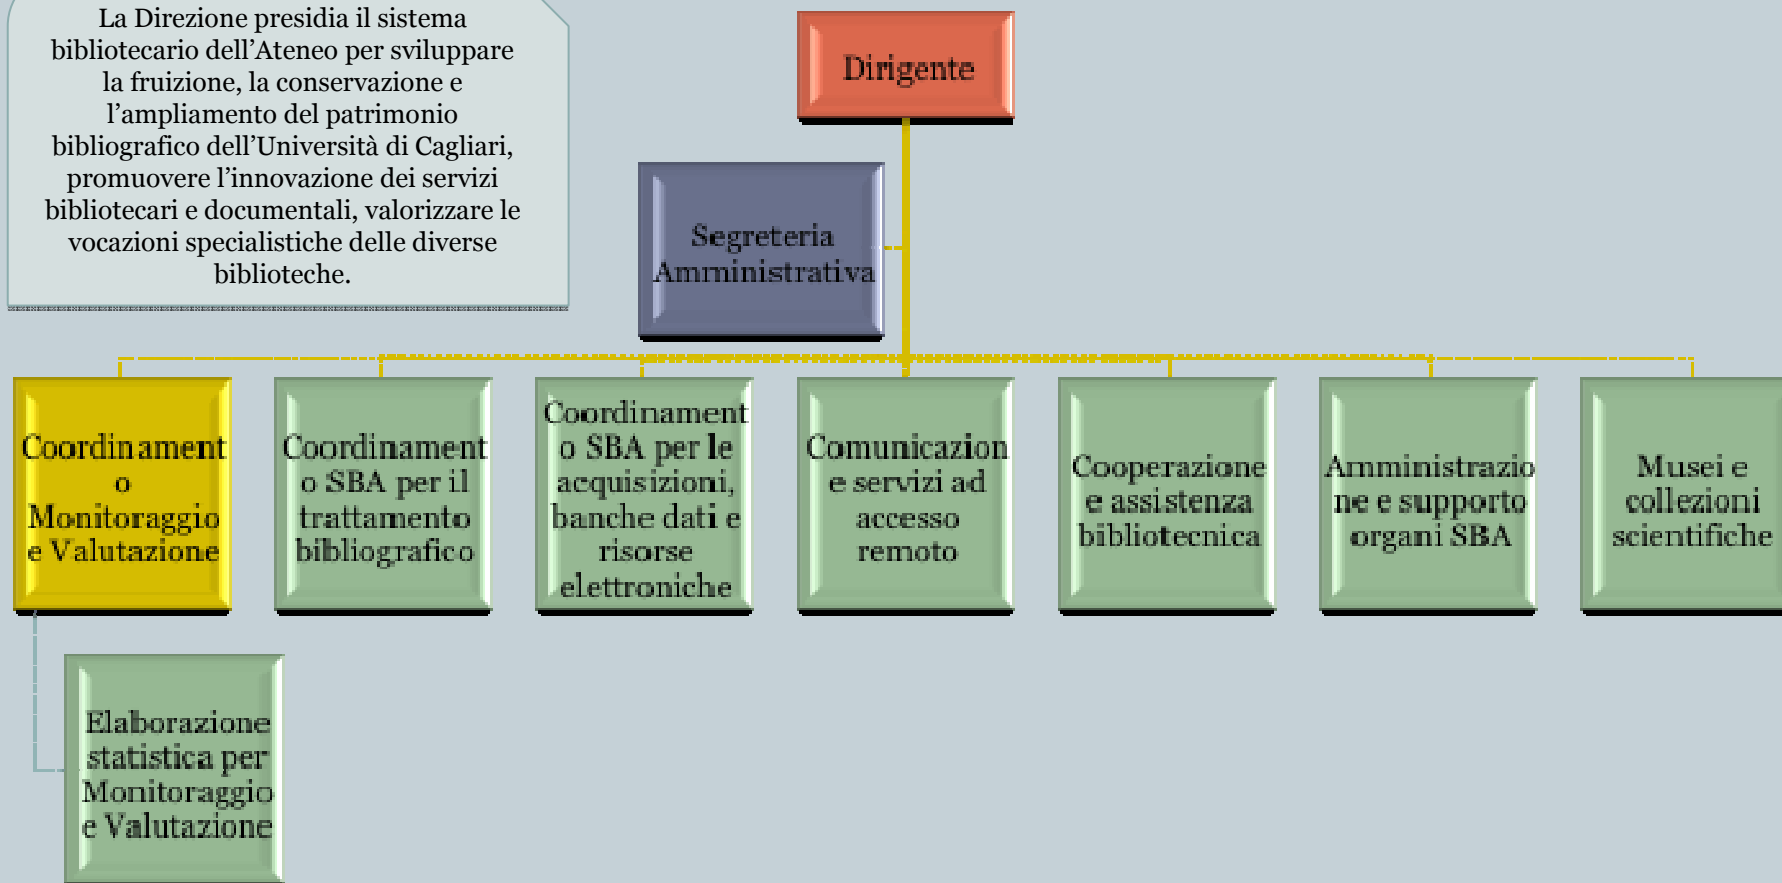 La Direzione presidia il sistema
bibliotecario dell’Ateneo per sviluppare
la fruizione, la conservazione e
l’ampliamento del patrimonio
bibliografico dell’Università di Cagliari,
promuovere l’innovazione dei servizi
bibliotecari e documentali, valorizzare le
vocazioni specialistiche delle diverse
biblioteche.
Dirigente
Segreteria
Amministrativa
Coordinament
o
Monitoraggio
e Valutazione
Coordinament
o SBA per il
trattamento
bibliografico
Coordinament
o SBA per le
acquisizioni,
banche dati e
risorse
elettroniche
Comunicazion
e servizi ad
accesso
remoto
Cooperazione
e assistenza
bibliotecnica
Amministrazio
ne e supporto
organi SBA
Musei e
collezioni
scientifiche
Elaborazione
statistica per
Monitoraggio
e Valutazione